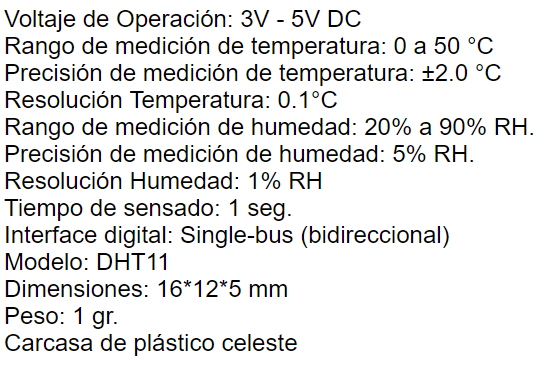 Voltaje de Operación: 3V - 5V DC
Rango de medición de temperatura: 0 a 50 °C
Precisión de medición de temperatura: ±2.0 °C
Resolución Temperatura: 0.1°C
Rango de medición de humedad: 20% a 90% RH.
Precisión de medición de humedad: 5% RH.
Resolución Humedad: 1% RH
Tiempo de sensado: 1 seg.
Interface digital: Single-bus (bidireccional)
Modelo: DHT11
Dimensiones: 16*12*5 mm
Peso: 1 gr.
Carcasa de plástico celeste